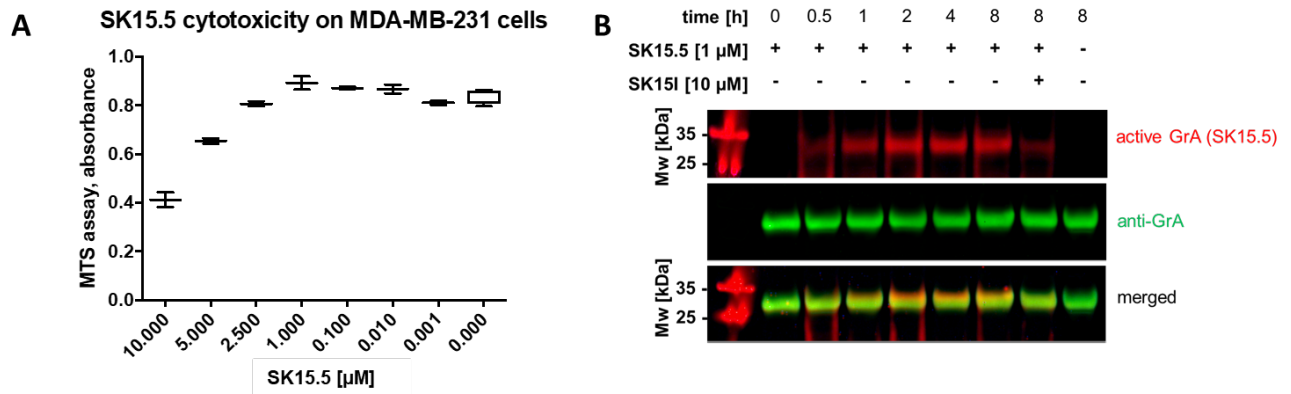 A
SK15.5 cytotoxicity on MDA-MB-231 cells
MTS assay, absorbance
1.0
0.8
0.6
0.4
0.2
0.0
10.000 5.000 2.500 1.000 0.100 0.010 0.001 0.000
SK15.5 [µM]
B
time [h] 0 0.5 1 2 4 8 8 8
SK15.5 [1 µM] + + + + + + + -
SK15I [10 µM] - - - - - - + -
Mw [kDa]
35
25
active GrA (SK15.5)
anti-GrA
Mw [kDa]
35
25
merged